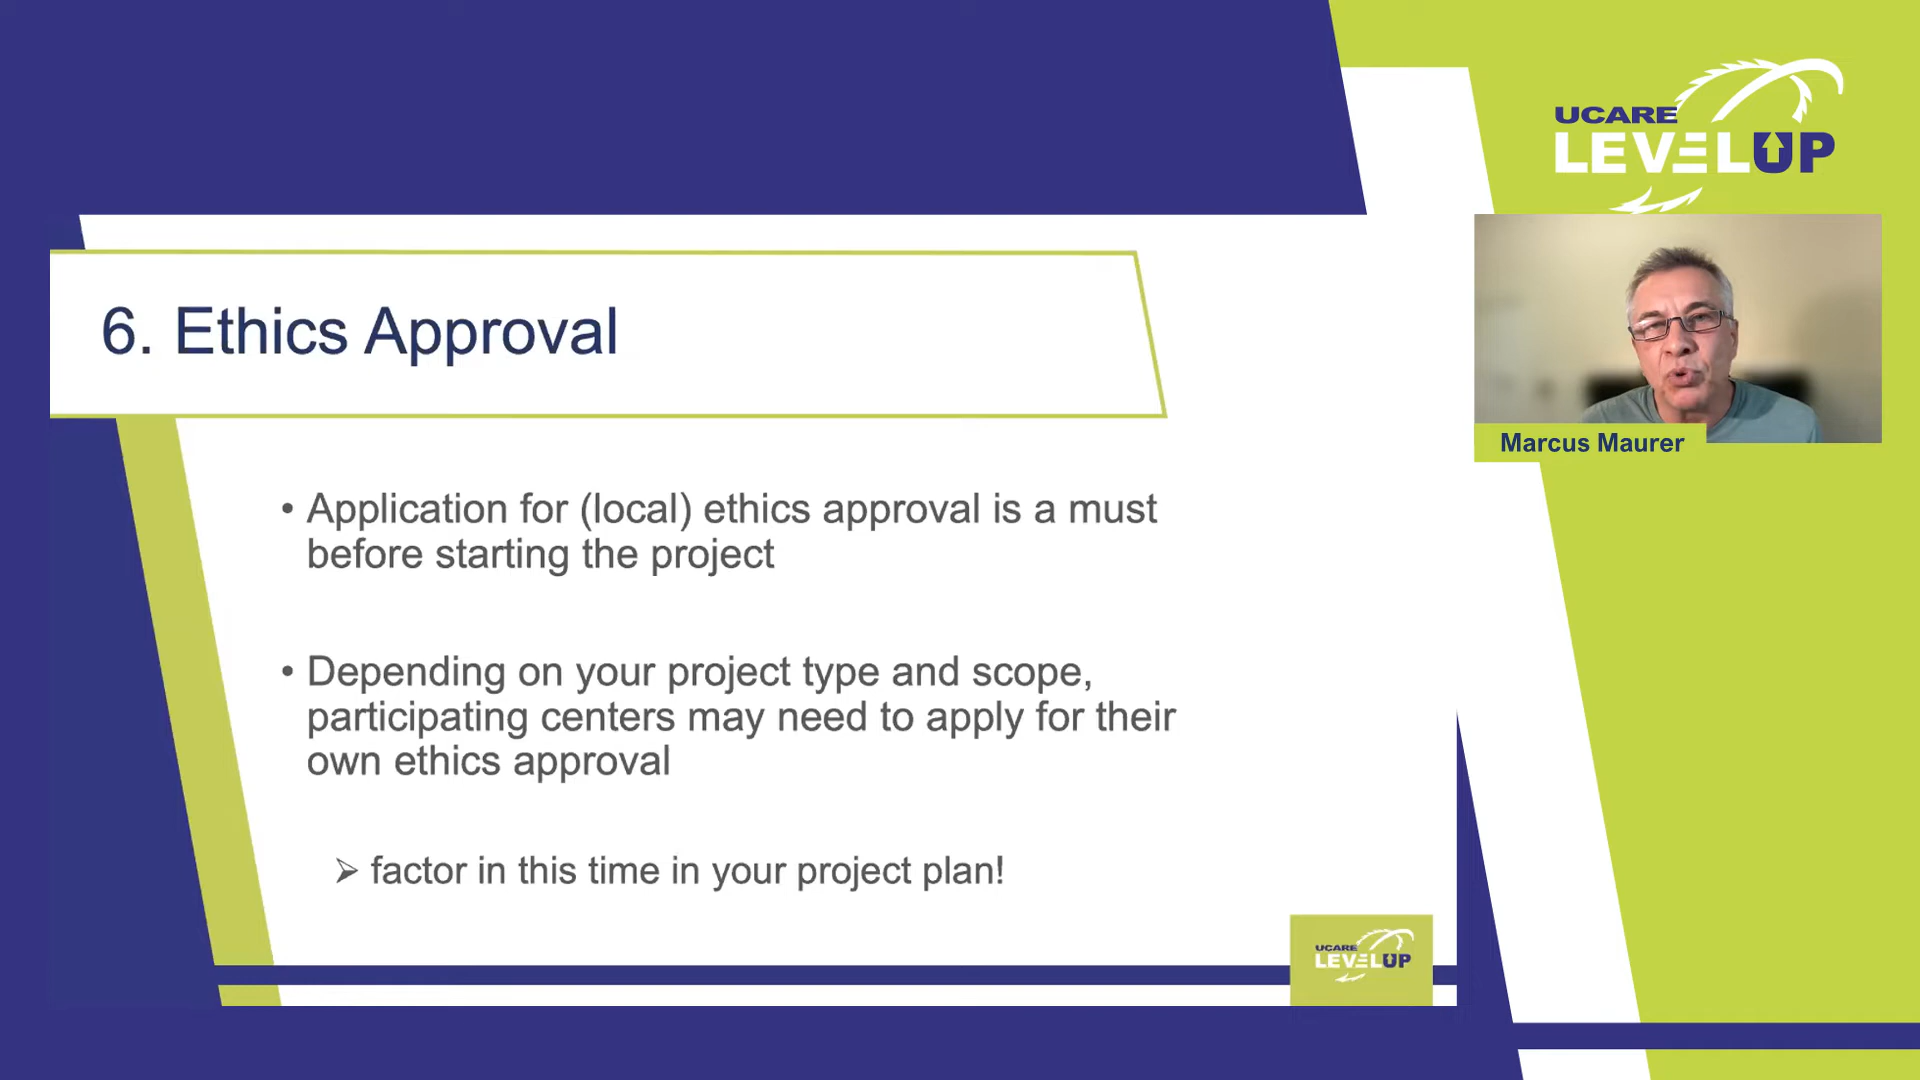 UCARE
LEVELUP
6. Ethics Approval
Marcus Maurer
• Application for (local) ethics approval is a must
before starting the project
• Depending on your project type and scope,
participating centers may need to apply for their
own ethics approval
➢ factor in this time in your project plan!
UCARE
LEVELUP